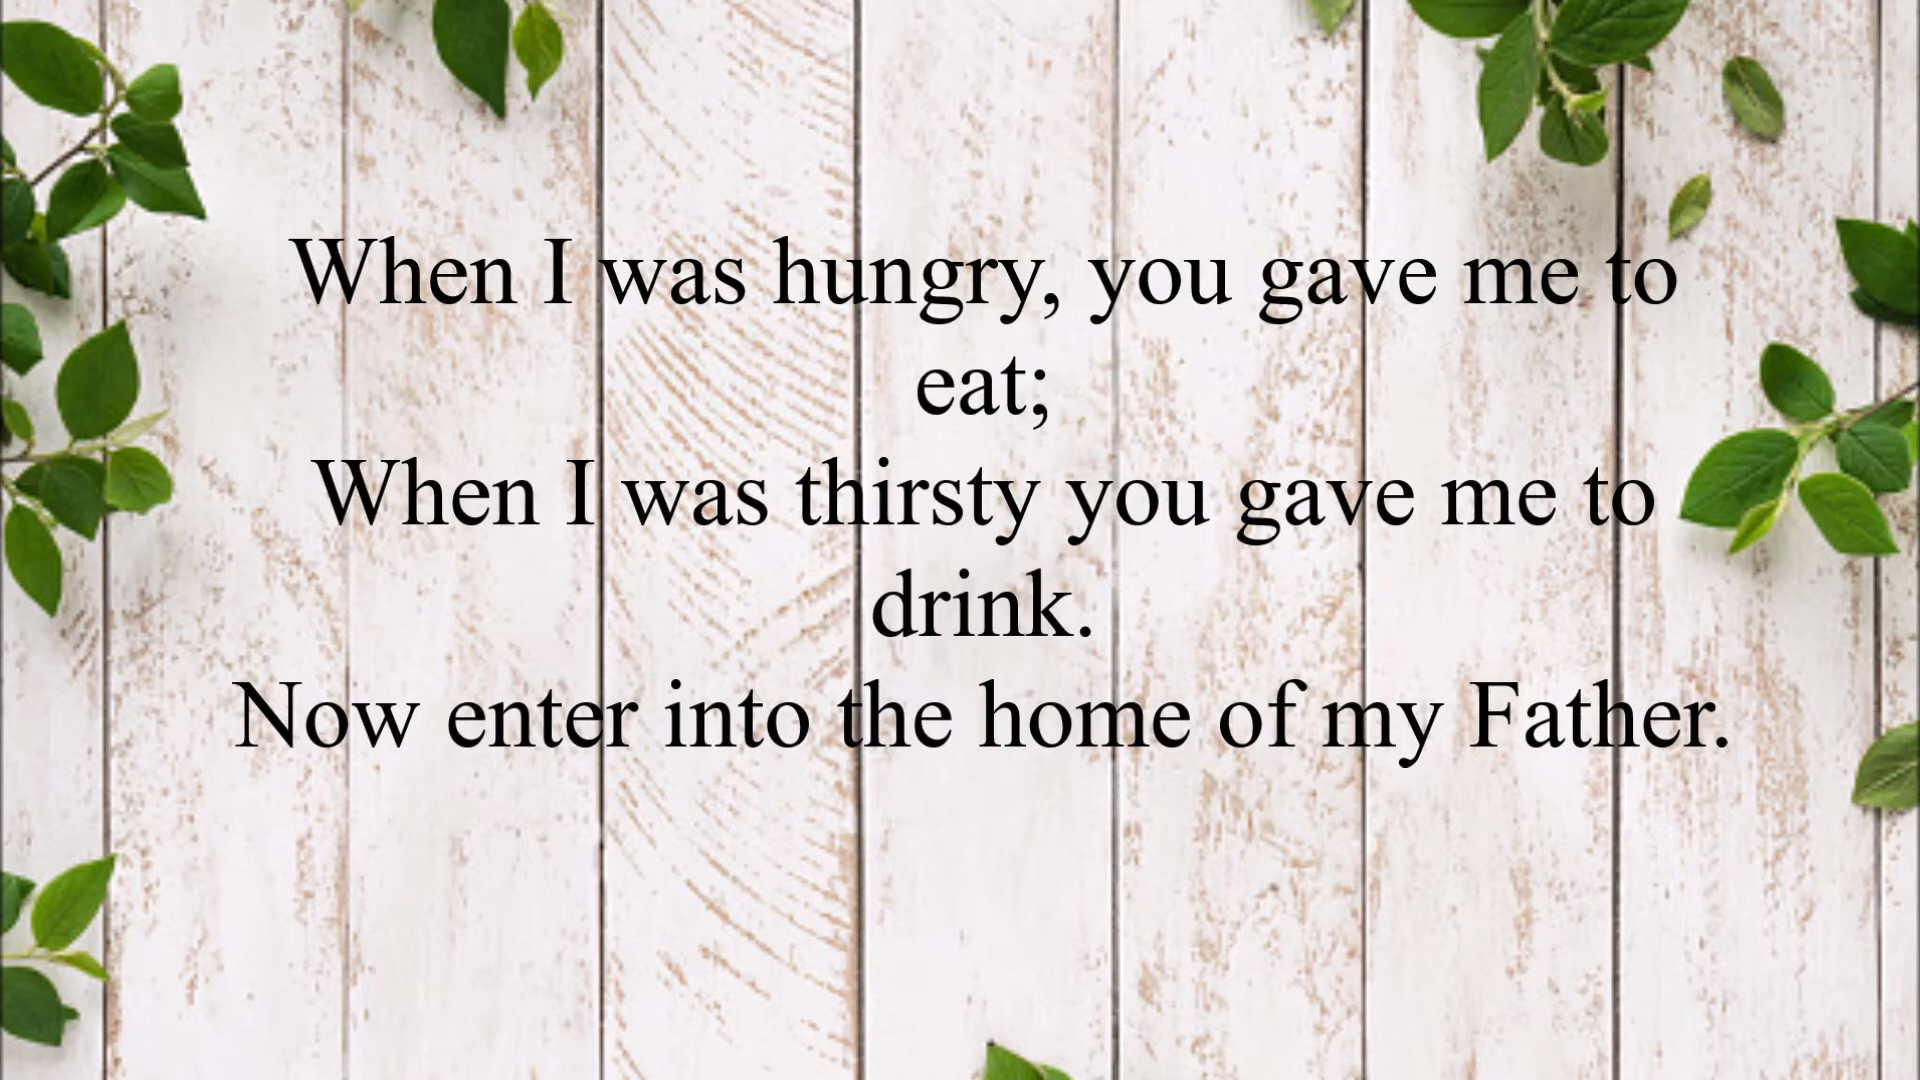 When I was hungry, you gave me to
eat;
When I was thirsty you gave me to
drink.
Now enter into the home of my Father.